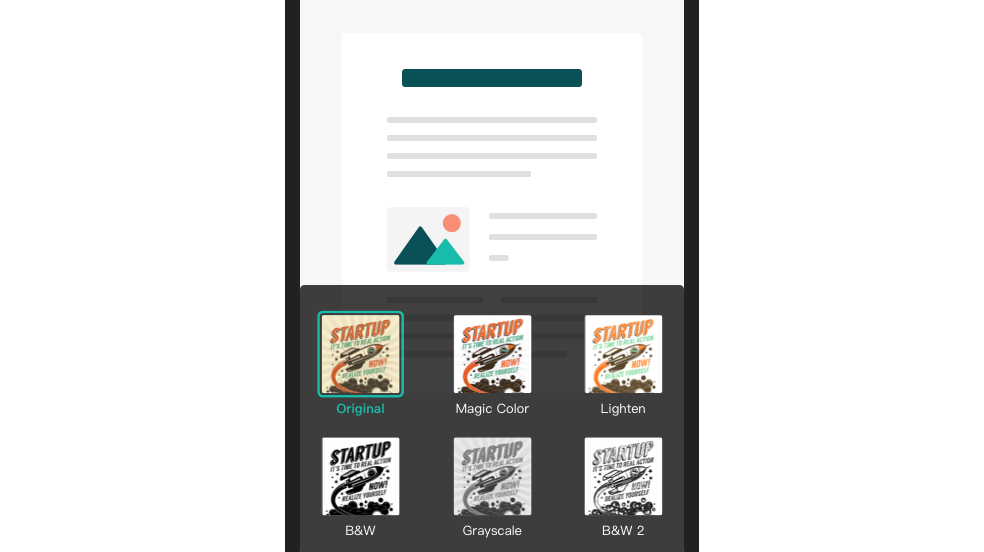 STARTUP
IT'S TIME TO REAL ACTION
NOW!
REALIZE YOURSELF
STARTUP
IT'S TIME TO REAL ACTION
NOW!
REALIZE YOURSELF
STARTUP
IT'S TIME TO REAL ACTION
NOW!
REALIZE YOURSELF
Original
Magic Color
Lighten
STARTUP
IT'S TIME TO REAL ACTION
NOW!
REALIZE YOURSELF
STARTUP
IT'S TIME TO REAL ACTION
NOW!
REALIZE YOURSELF
STARTUP
IT'S TIME TO REAL ACTION
NOW!
REALIZE YOURSELF
B&W
Grayscale
B&W 2